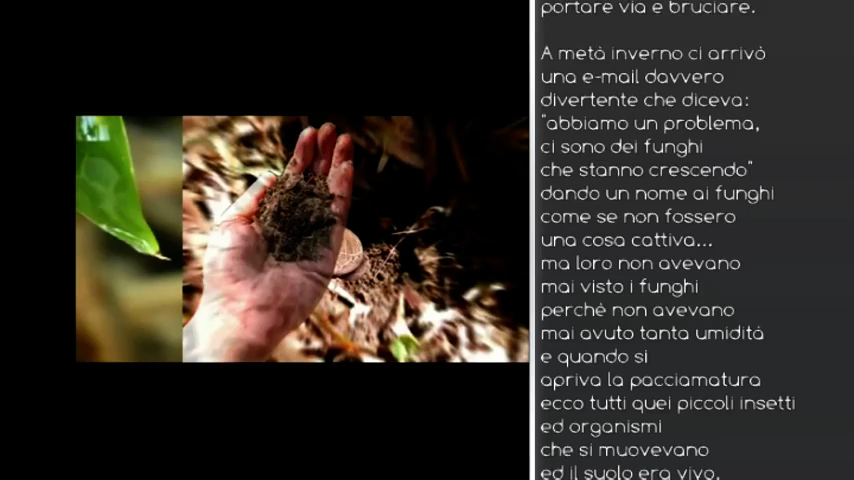 portare via e bruciare.
A metà inverno ci arrivò
una e-mail davvero
divertente che diceva:
"abbiamo un problema,
ci sono dei funghi
che stanno crescendo"
dando un nome ai funghi
come se non fossero
una cosa cattiva...
ma loro non avevano
mai visto i funghi
perchè non avevano
mai avuto tanta umidità
e quando si
apriva la pacciamatura
ecco tutti quei piccoli insetti
ed organismi
che si muovevano
ed il suolo era vivo.